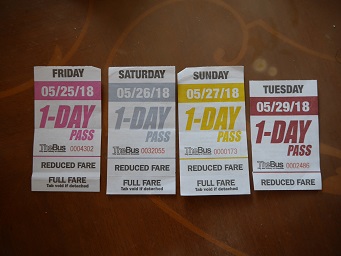 FRIDAY
05/25/18
1-DAY
PASS
TheBus 0004302
REDUCED FARE
FULL FARE
Tab void if detached
SATURDAY
05/26/18
1-DAY
PASS
TheBus 0032055
REDUCED FARE
FULL FARE
Tab void if detached
SUNDAY
05/27/18
1-DAY
PASS
TheBus 0000173
REDUCED FARE
FULL FARE
Tab void if detached
TUESDAY
05/29/18
1-DAY
PASS
TheBus 0002486
REDUCED FARE